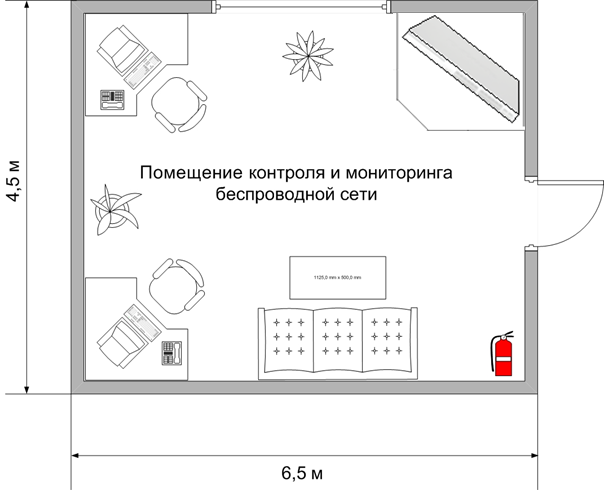 4,5 м
Помещение контроля и мониторинга
беспроводной сети
1125,0 mm x 500,0 mm
6,5 м